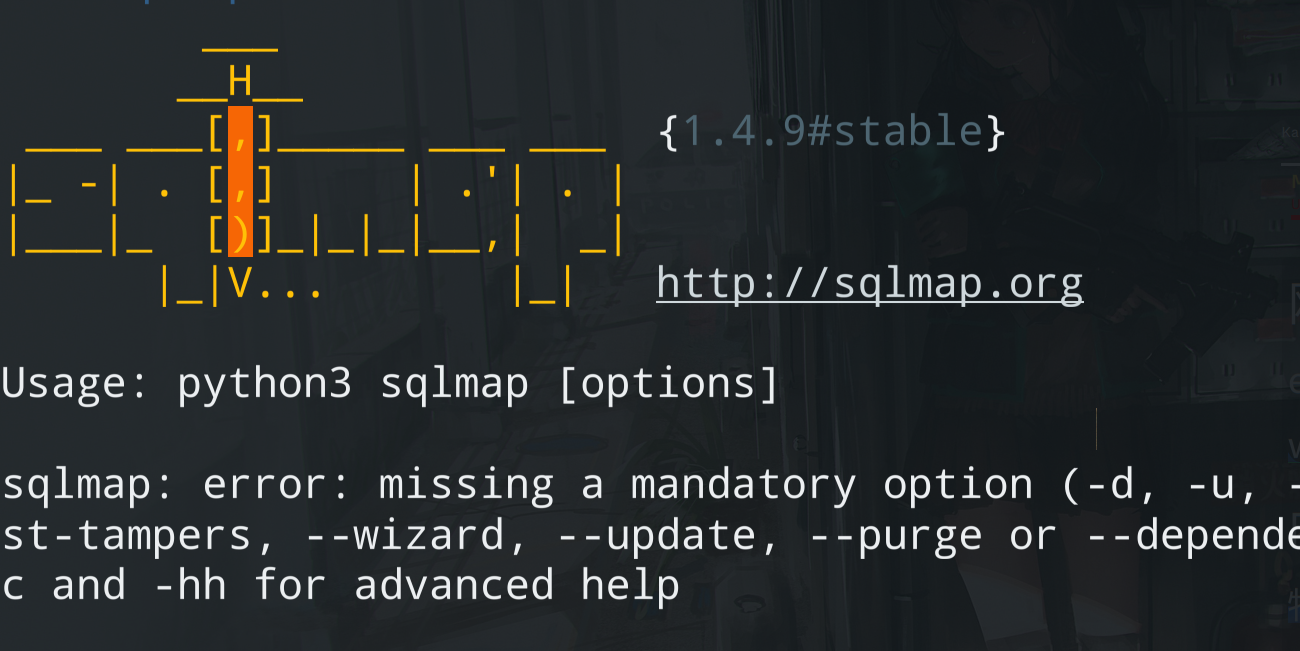 ___
       __H__
 ___ ___[,]_____ ___ ___  {1.4.9#stable}
|_ -| . [,]     | .'| . |
|___|_  [)]_|_|_|__,|  _|
      |_|V...       |_|   http://sqlmap.org
Usage: python3 sqlmap [options]
sqlmap: error: missing a mandatory option (-d, -u, -
st-tampers, --wizard, --update, --purge or --depende
c and -hh for advanced help